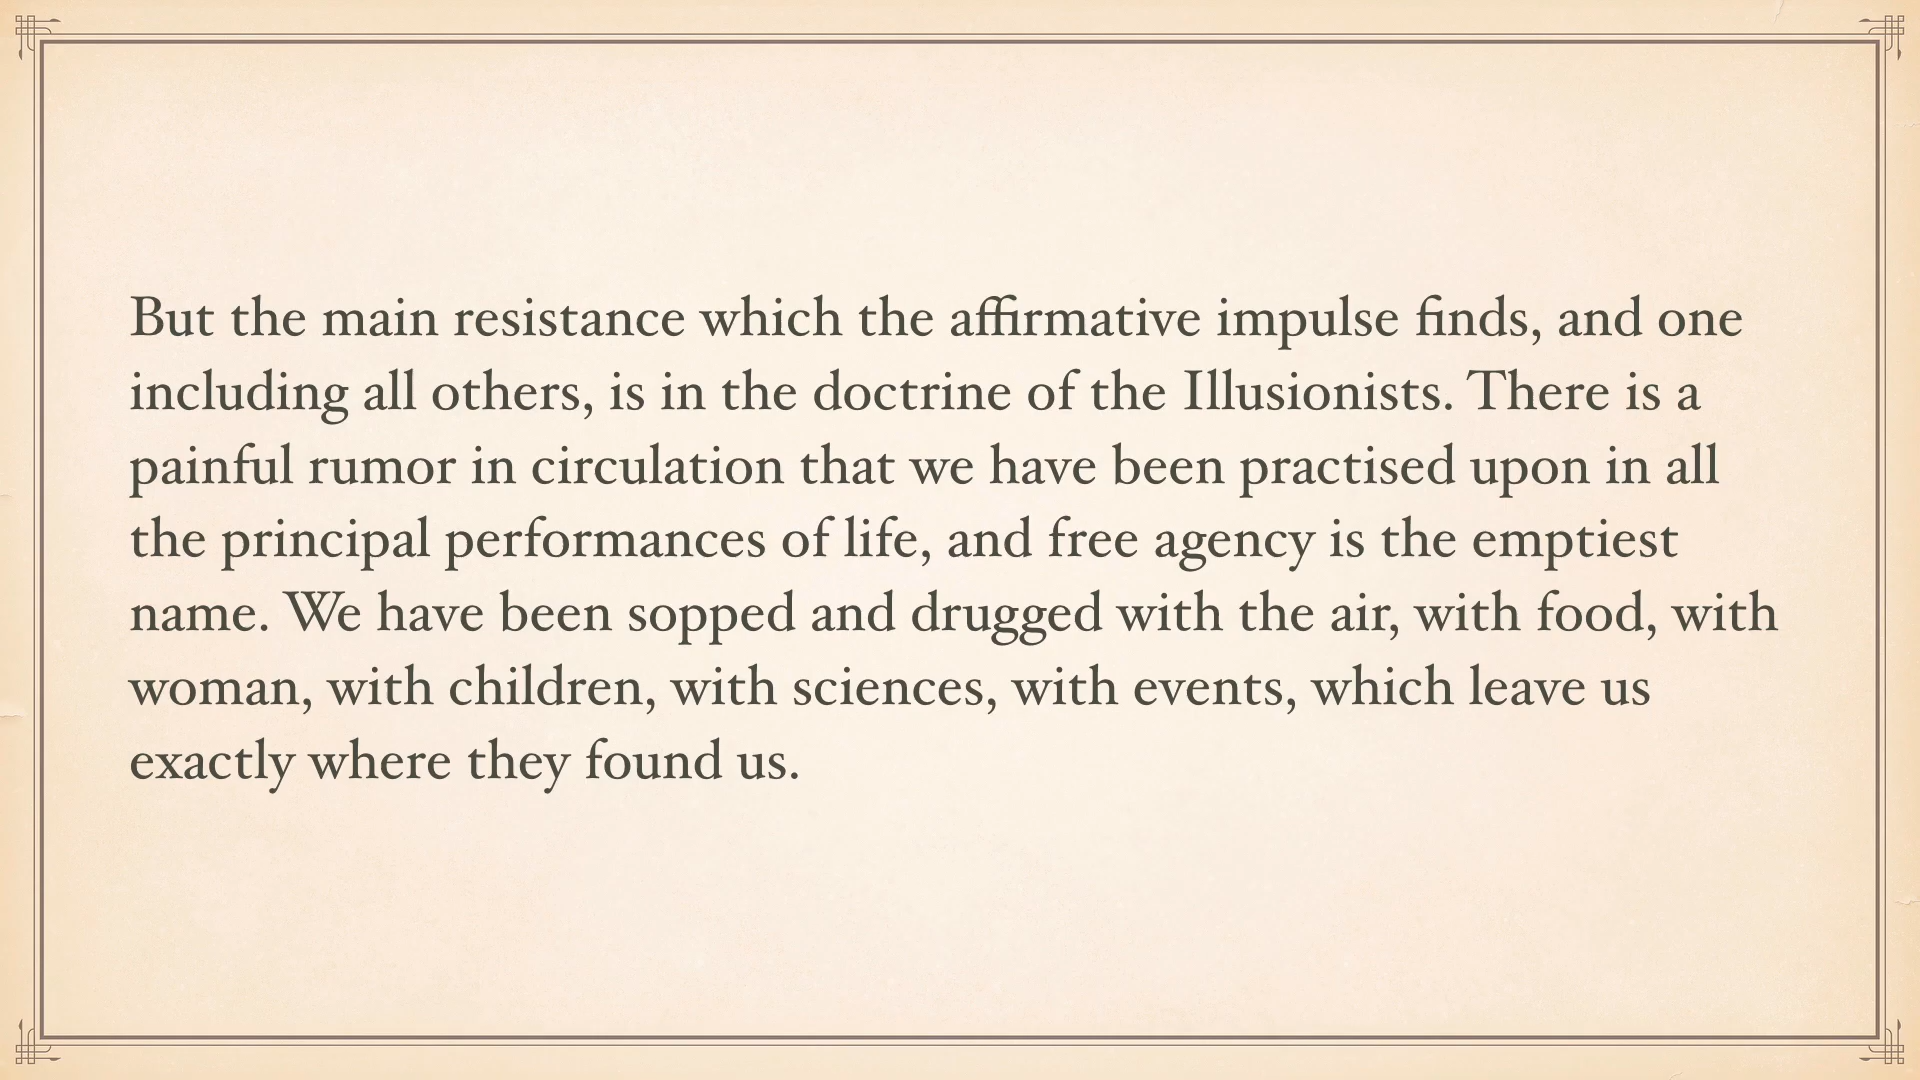 But the main resistance which the affirmative impulse finds, and one
including all others, is in the doctrine of the Illusionists. There is a
painful rumor in circulation that we have been practised upon in all
the principal performances of life, and free agency is the emptiest
name. We have been sopped and drugged with the air, with food, with
woman, with children, with sciences, with events, which leave us
exactly where they found us.